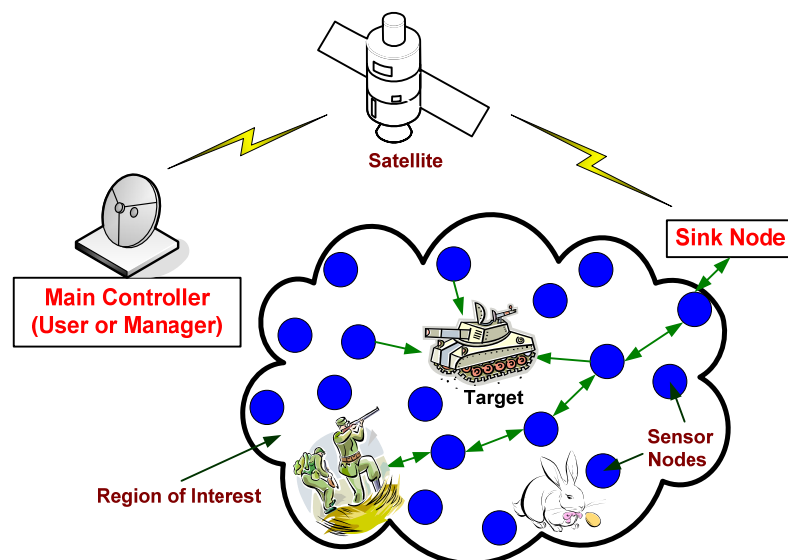 Satellite
Sink Node
Main Controller
(User or Manager)
Target
Sensor
Nodes
Region of Interest